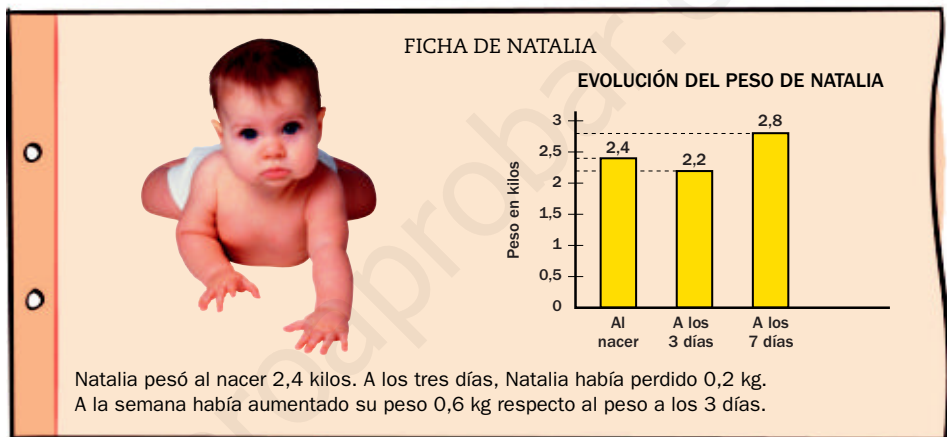 FICHA DE NATALIA
EVOLUCIÓN DEL PESO DE NATALIA
Peso en kilos
3
2,5
2
1,5
1
0,5
0
2,4
2,2
2,8
Al
nacer
A los
3 días
A los
7 días
Natalia pesó al nacer 2,4 kilos. A los tres días, Natalia había perdido 0,2 kg.
A la semana había aumentado su peso 0,6 kg respecto al peso a los 3 días.